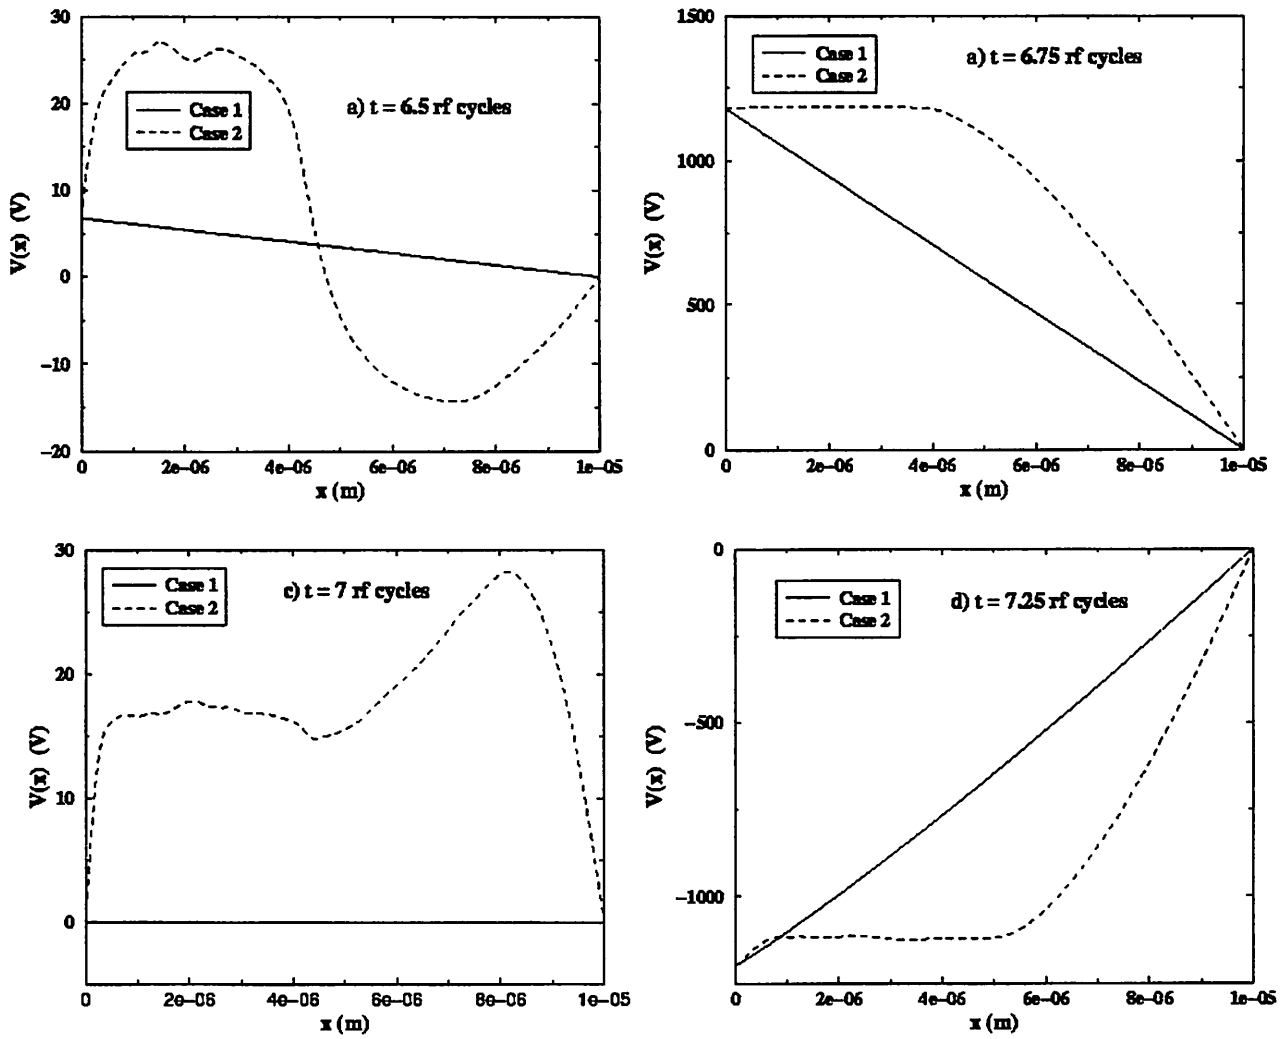 30
20
10
0
−10
−20
V(x) (V)
Case 1
Case 2
a) t = 6.5 rf cycles
0
2e−06
4e−06
6e−06
8e−06
1e−05
x (m)
1500
1000
500
0
V(x) (V)
Case 1
Case 2
a) t = 6.75 rf cycles
0
2e−06
4e−06
6e−06
8e−06
1e−05
x (m)
30
20
10
0
V(x) (V)
Case 1
Case 2
c) t = 7 rf cycles
0
2e−06
4e−06
6e−06
8e−06
1e−05
x (m)
0
−500
−1000
V(x) (V)
Case 1
Case 2
d) t = 7.25 rf cycles
0
2e−06
4e−06
6e−06
8e−06
1e−05
x (m)